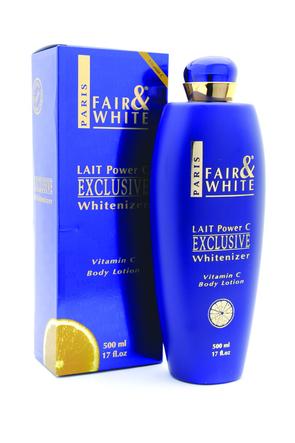 PARIS
FAIR &
WHITE
LAIT Power C
EXCLUSIVE
Whitenizer
Vitamin C
Body Lotion
500 ml
17 fl.oz
PARIS
FAIR &
WHITE
LAIT Power C
EXCLUSIVE
Whitenizer
Vitamin C
Body Lotion
500 ml
17 fl.oz